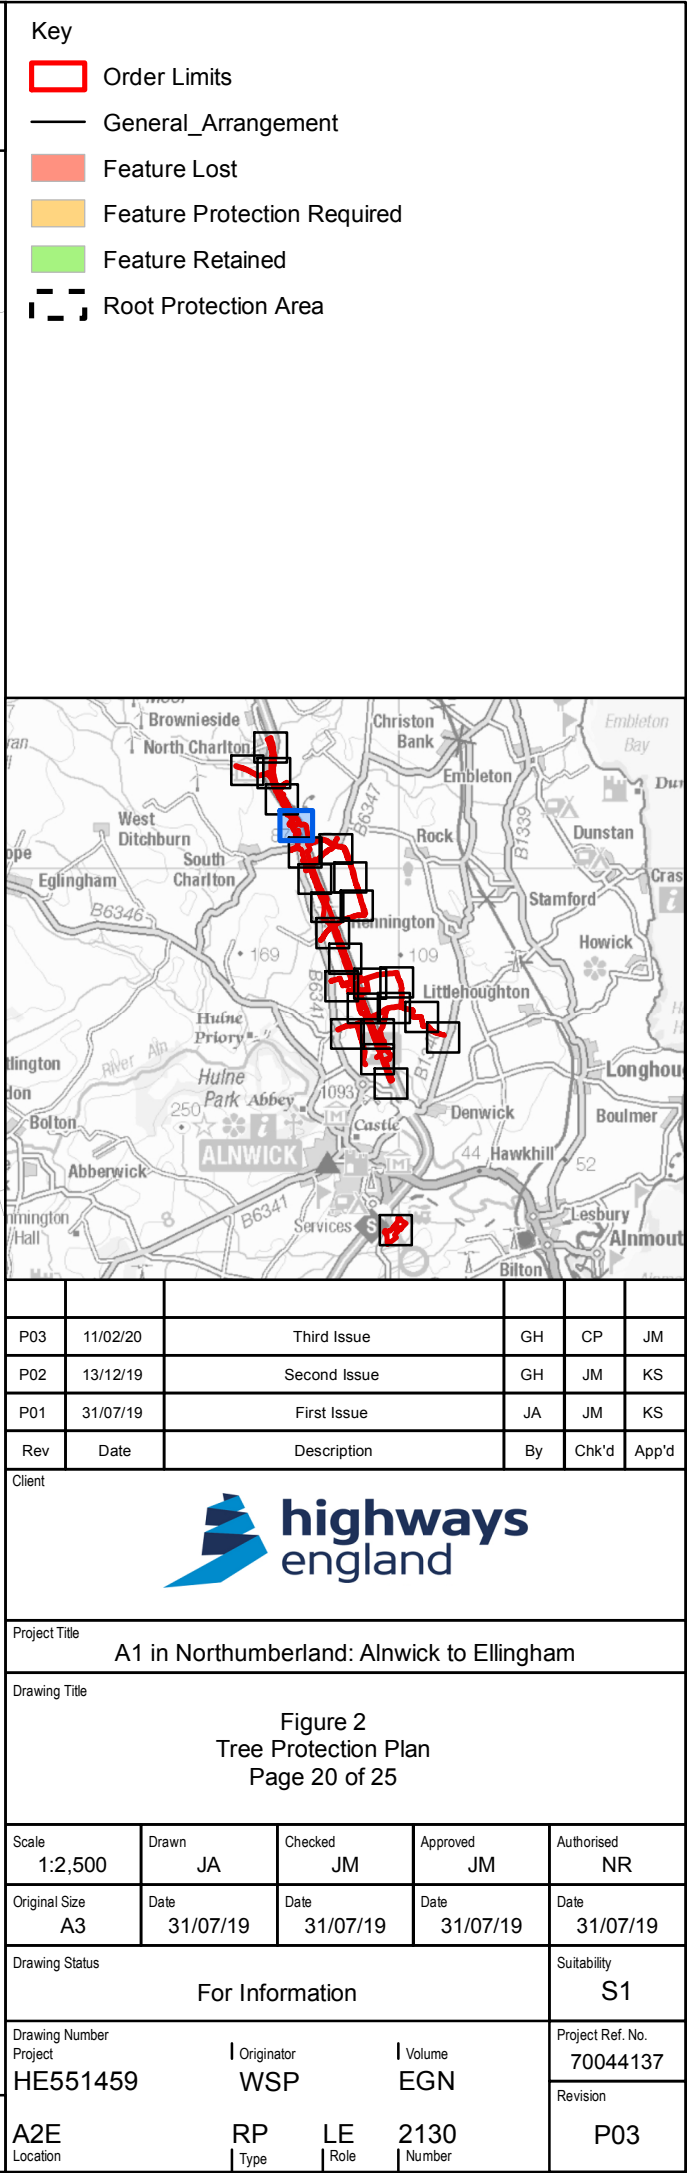 Key
Order Limits
General_Arrangement
Feature Lost
Feature Protection Required
Feature Retained
Root Protection Area
Brownieside
North Charlton
Christon
Bank
Embleton
Bay
Embleton
B6347
B1339
West
Ditchburn
South
Charlton
Rock
Dunstan
Eglingham
B6346
Stamford
Howick
169
109
B6341
Littlehoughton
Hulne
Priory
River Aln
Hulne
Park
Abbey
1093
250
Castle
Denwick
Boulmer
Bolton
ALNWICK
Abberwick
44
Hawkhill
52
8
B6341
Services
S
Lesbury
Alnmout
Hall
Bilton
P03 11/02/20 Third Issue GH CP JM
P02 13/12/19 Second Issue GH JM KS
P01 31/07/19 First Issue JA JM KS
Rev Date Description By Chk'd App'd
Client
highways
england
Project Title
A1 in Northumberland: Alnwick to Ellingham
Drawing Title
Figure 2
Tree Protection Plan
Page 20 of 25
Scale Drawn Checked Approved Authorised
1:2,500 JA JM JM NR
Original Size Date Date Date Date
A3 31/07/19 31/07/19 31/07/19 31/07/19
Drawing Status Suitability
For Information S1
Drawing Number Project Ref. No.
Project Originator Volume 70044137
HE551459 WSP EGN
Revision
A2E RP LE 2130 P03
Location Type Role Number